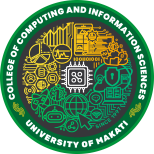 COLLEGE OF COMPUTING AND INFORMATION SCIENCES
UNIVERSITY OF MAKATI